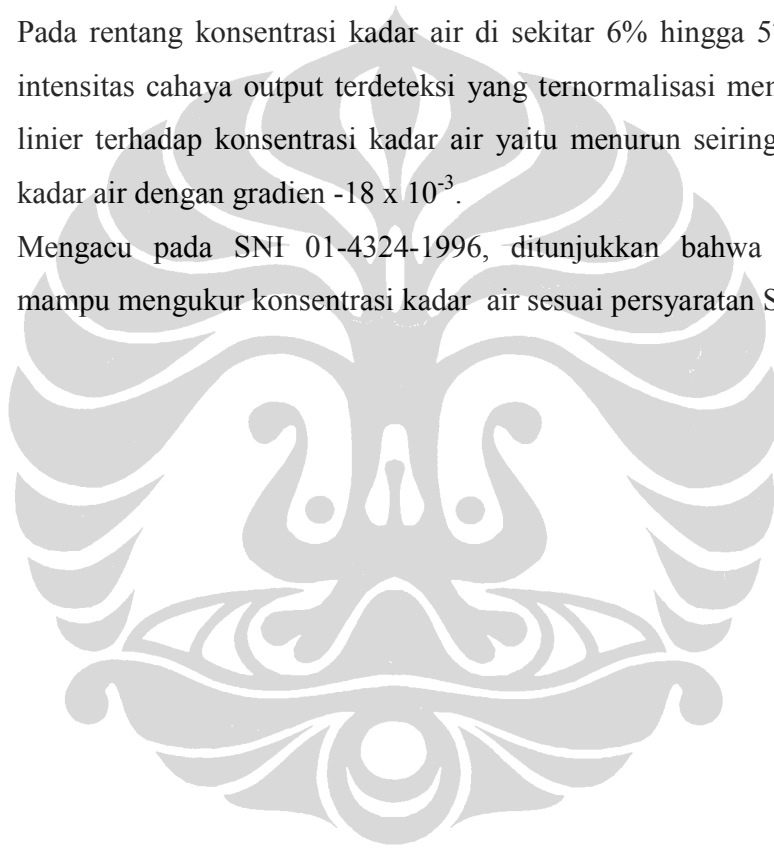 Pada rentang konsentrasi kadar air di sekitar 6% hingga
intensitas cahaya output terdeteksi yang ternormalisasi
linier terhadap konsentrasi kadar air yaitu menurun seiring
kadar air dengan gradien -18 x 10⁻³.
Mengacu pada SNI 01-4324-1996, ditunjukkan bahwa
mampu mengukur konsentrasi kadar air sesuai persyaratan